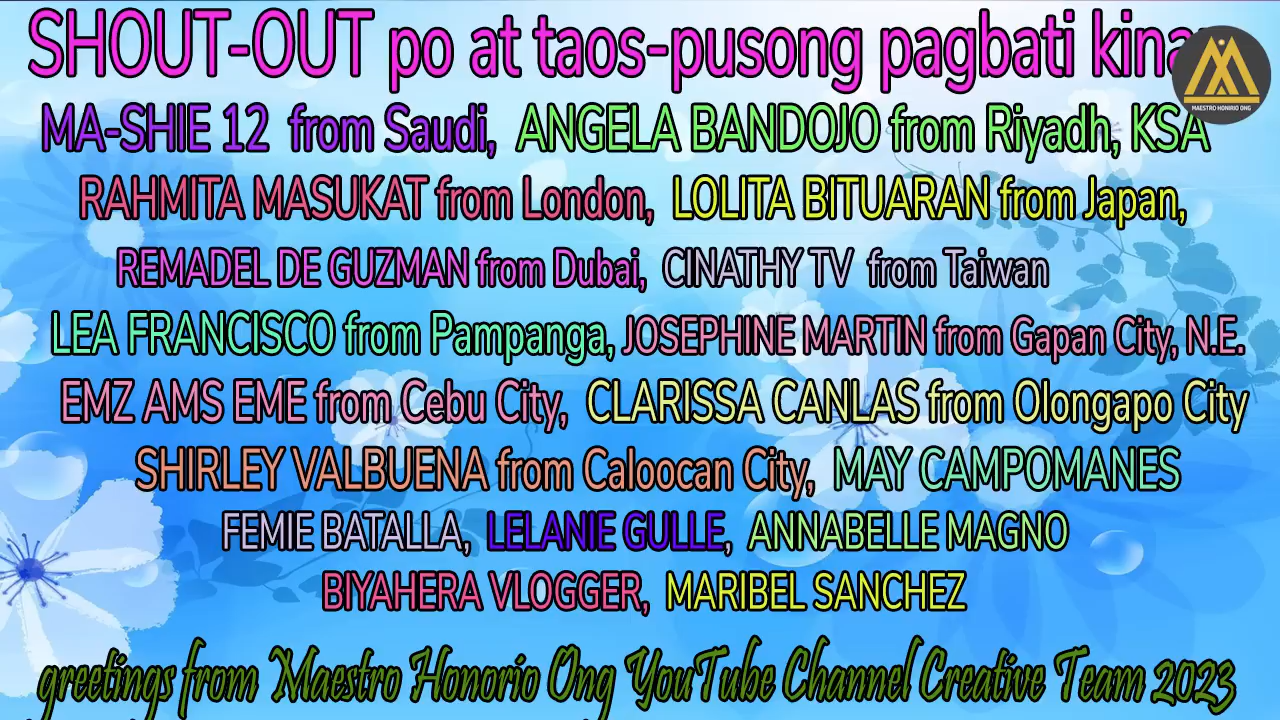 SHOUT-OUT po at taos-pusong pagbati kina
MAESTRO HONORIO ONG
MA-SHIE 12 from Saudi, ANGELA BANDOJO from Riyadh, KSA
RAHMITA MASUKAT from London, LOLITA BITUARAN from Japan,
REMADEL DE GUZMAN from Dubai, CINATHY TV from Taiwan
LEA FRANCISCO from Pampanga, JOSEPHINE MARTIN from Gapan City, N.E.
EMZ AMS EME from Cebu City, CLARISSA CANLAS from Olongapo City
SHIRLEY VALBUENA from Caloocan City, MAY CAMPOMANES
FEMIE BATALLA, LELANIE GULLE, ANNABELLE MAGNO
BIYAHERA VLOGGER, MARIBEL SANCHEZ
greetings from Maestro Honorio Ong YouTube Channel Creative Team 2023